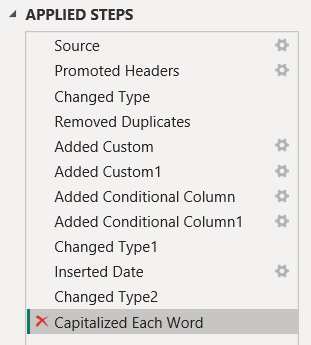 APPLIED STEPS
Source
Promoted Headers
Changed Type
Removed Duplicates
Added Custom
Added Custom1
Added Conditional Column
Added Conditional Column1
Changed Type1
Inserted Date
Changed Type2
Capitalized Each Word